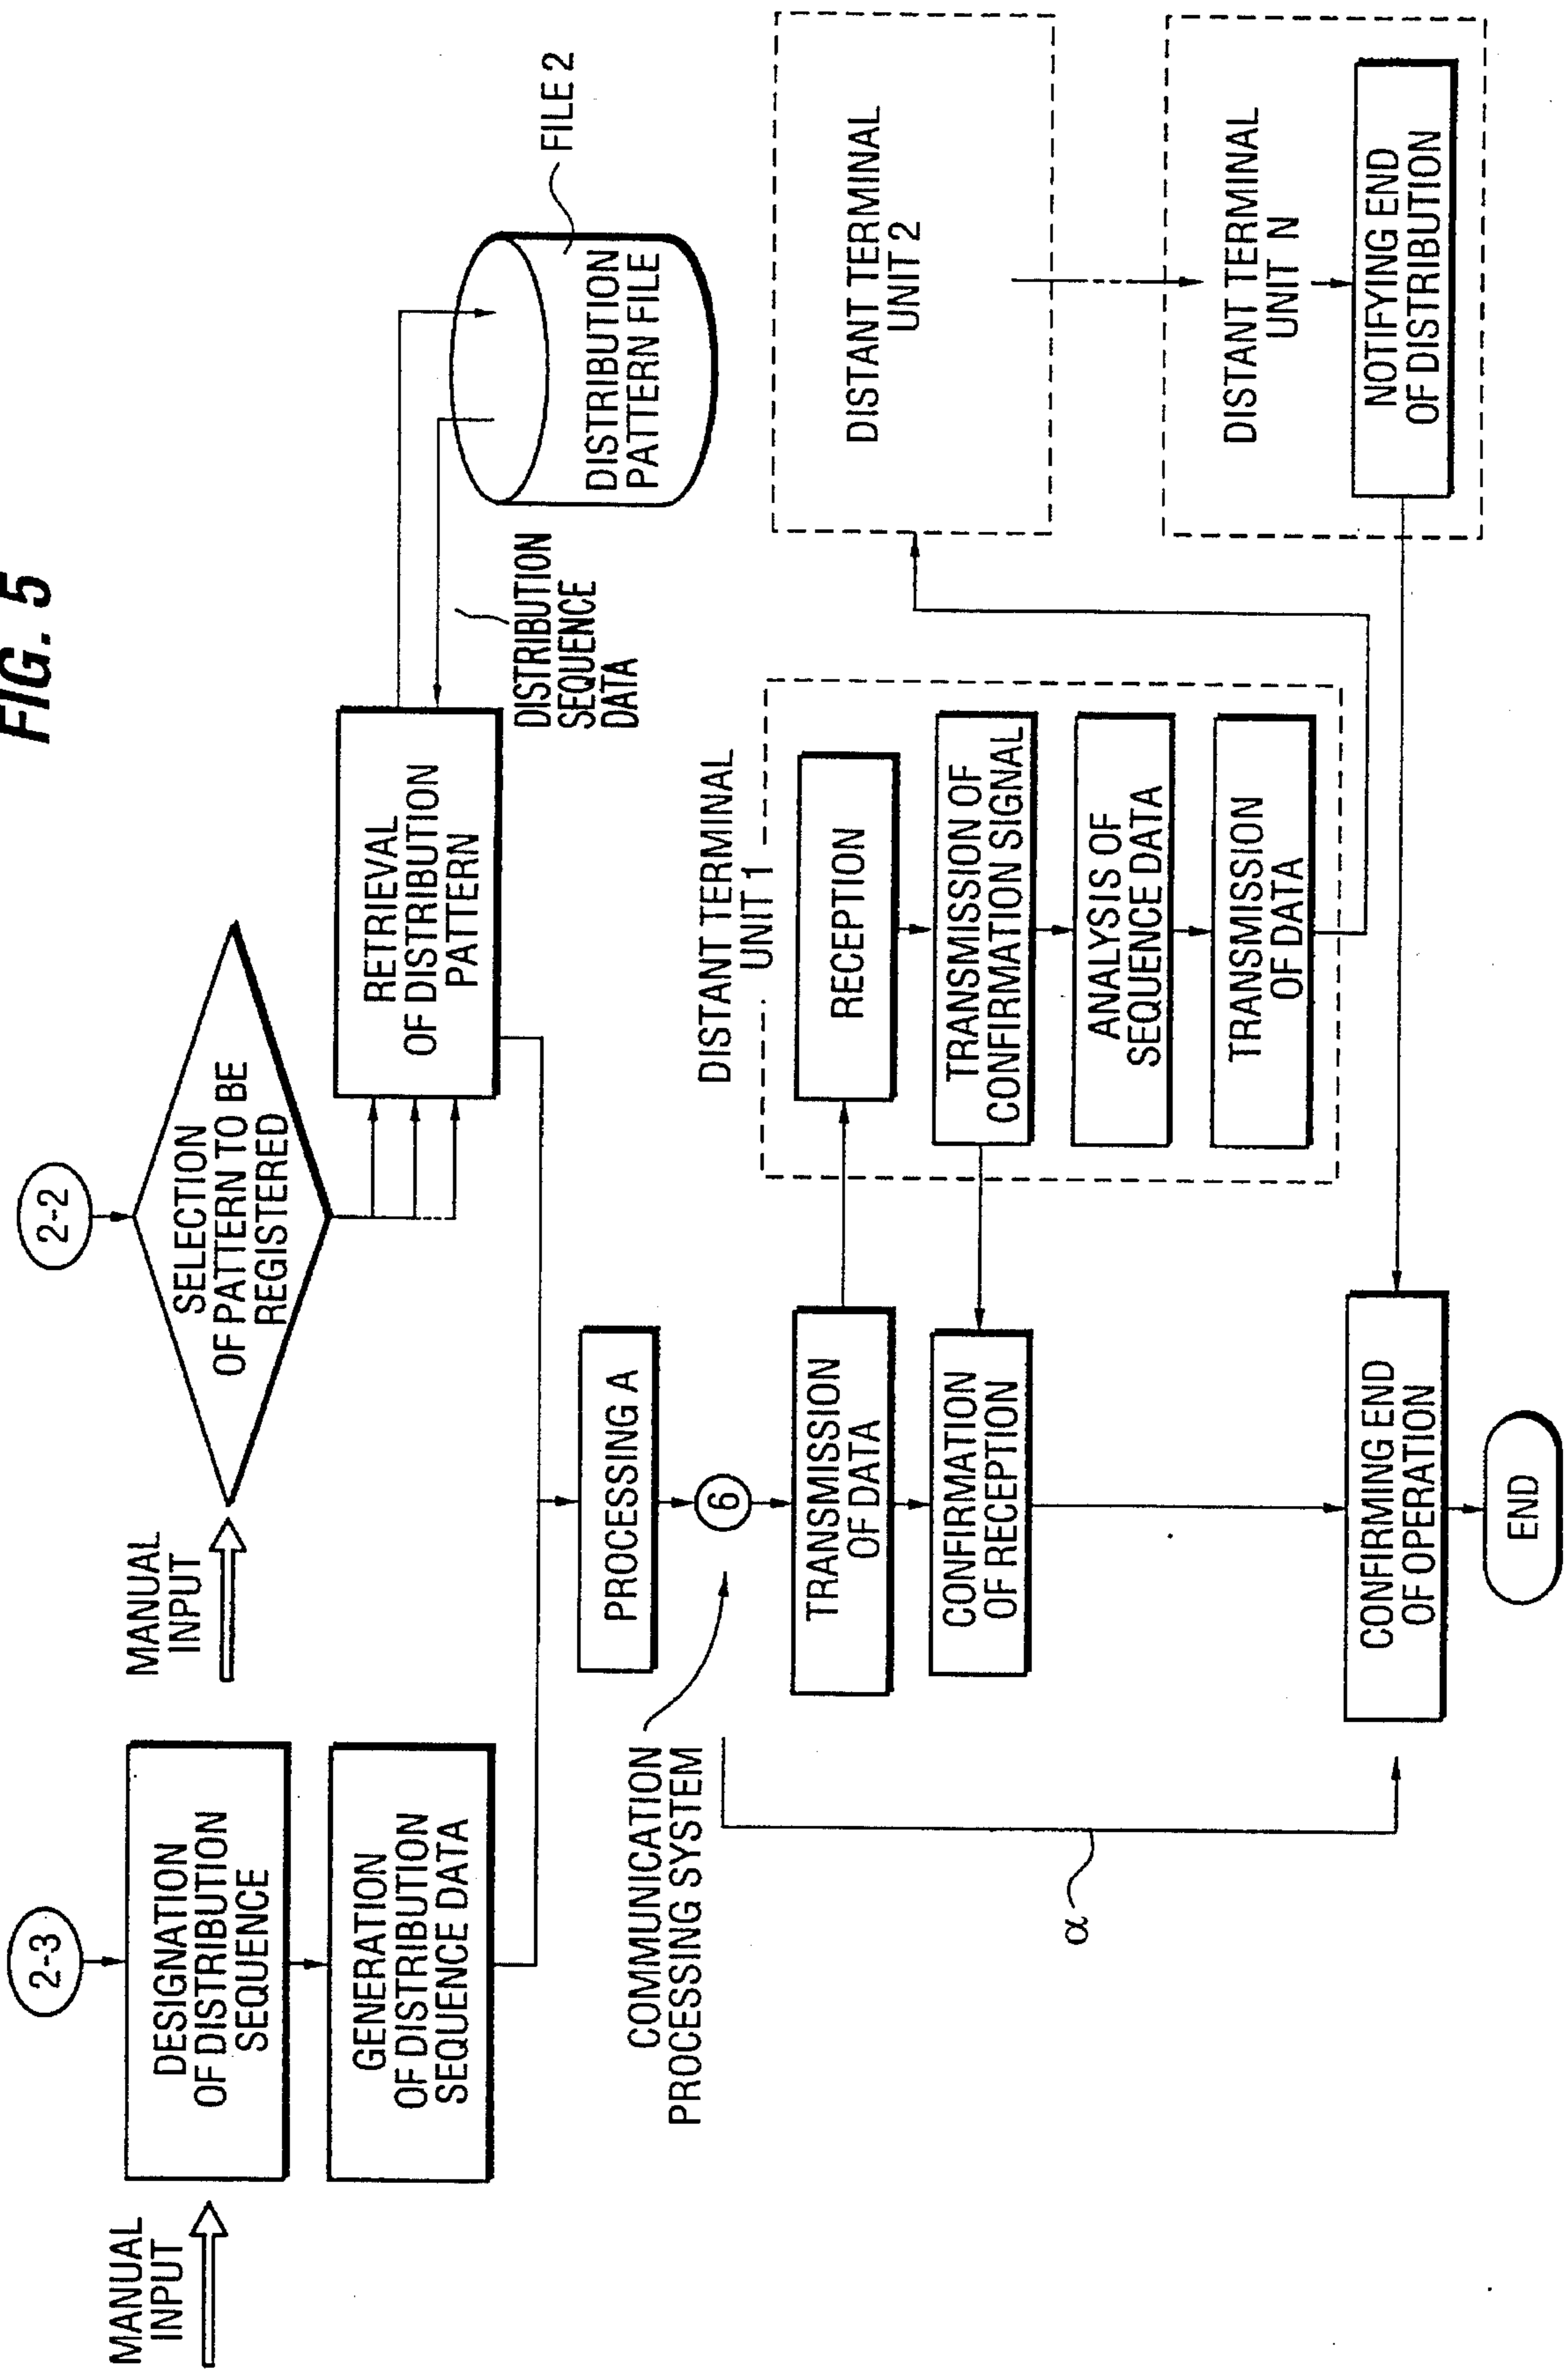 FIG. 5
2-3
2-2
MANUAL
INPUT
DESIGNATION
OF DISTRIBUTION
SEQUENCE
MANUAL
INPUT
SELECTION
OF PATTERN TO BE
REGISTERED
GENERATION
OF DISTRIBUTION
SEQUENCE DATA
RETRIEVAL
OF DISTRIBUTION
PATTERN
DISTRIBUTION
SEQUENCE
DATA
DISTRIBUTION
PATTERN FILE
FILE 2
PROCESSING A
COMMUNICATION
PROCESSING SYSTEM
6
DISTANT TERMINAL
UNIT 1
TRANSMISSION
OF DATA
RECEPTION
DISTANT TERMINAL
UNIT 2
CONFIRMATION
OF RECEPTION
TRANSMISSION OF
CONFIRMATION SIGNAL
ANALYSIS OF
SEQUENCE DATA
α
TRANSMISSION
OF DATA
DISTANT TERMINAL
UNIT N
CONFIRMING END
OF OPERATION
NOTIFYING END
OF DISTRIBUTION
END